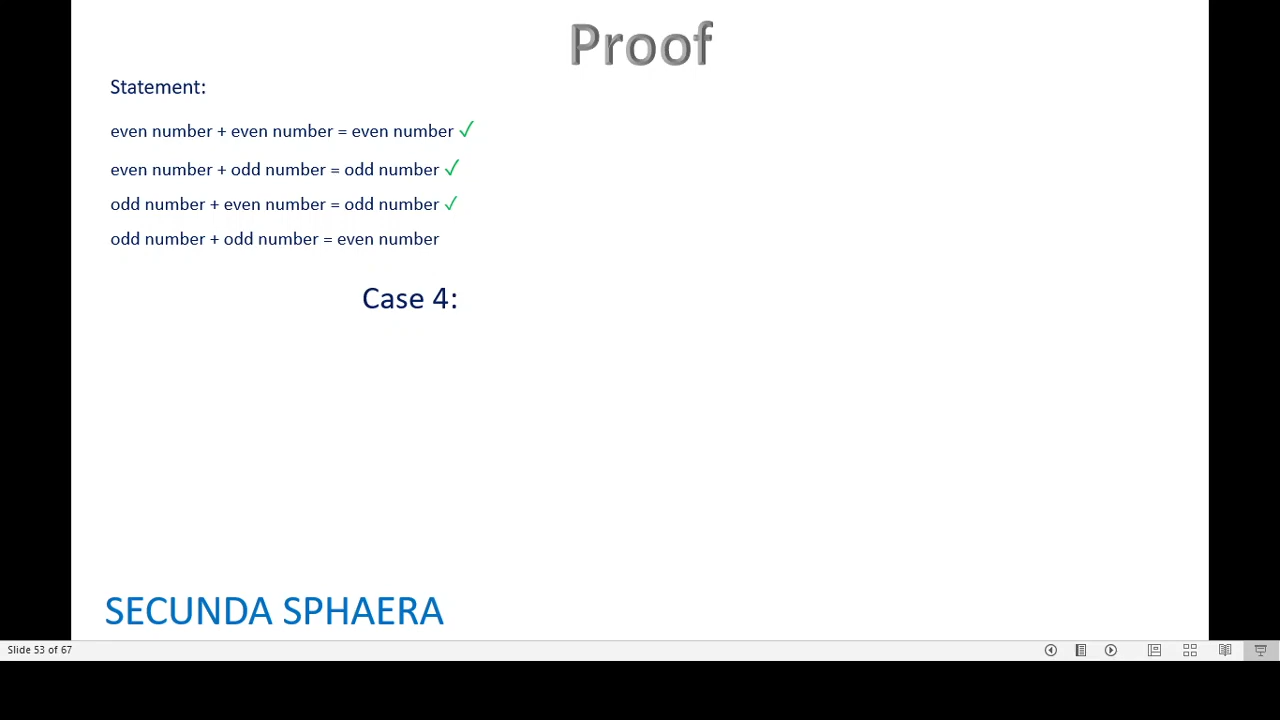 Proof
Statement:
even number + even number = even number ✓
even number + odd number = odd number ✓
odd number + even number = odd number ✓
odd number + odd number = even number
Case 4:
SECUNDA SPHAERA
Slide 53 of 67